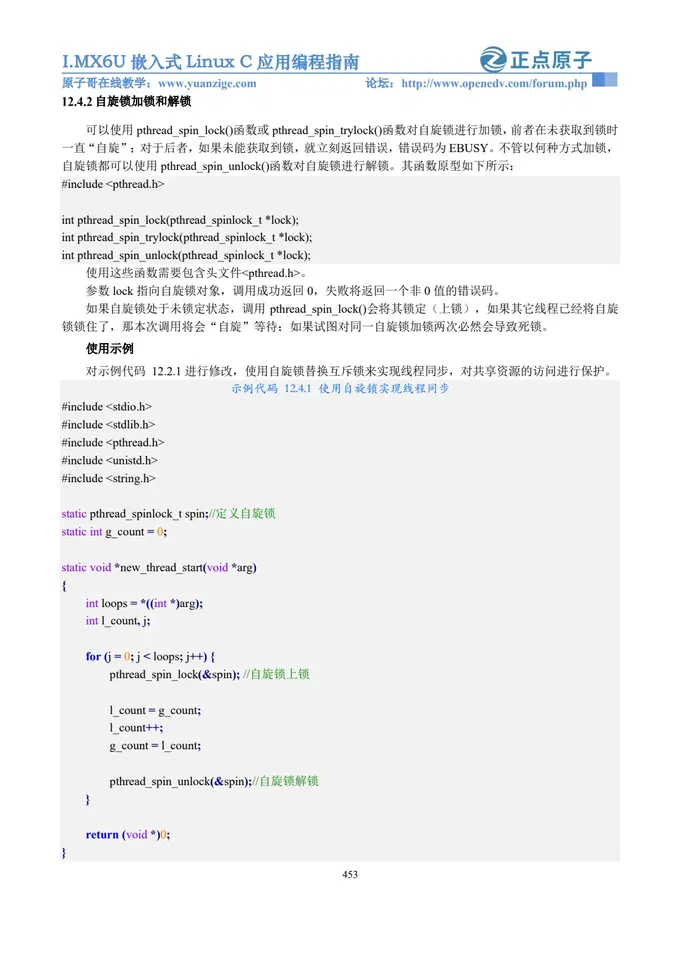 I.MX6U 嵌入式 Linux C 应用编程指南
正点原子
原子哥在线教学：www.yuanzige.com 论坛：http://www.openedv.com/forum.php
12.4.2 自旋锁加锁和解锁
可以使用 pthread_spin_lock()函数或 pthread_spin_trylock()函数对自旋锁进行加锁，前者在未获取到锁时
一直“自旋”；对于后者，如果未能获取到锁，就立刻返回错误，错误码为 EBUSY。不管以何种方式加锁，
自旋锁都可以使用 pthread_spin_unlock()函数对自旋锁进行解锁。其函数原型如下所示：
#include <pthread.h>
int pthread_spin_lock(pthread_spinlock_t *lock);
int pthread_spin_trylock(pthread_spinlock_t *lock);
int pthread_spin_unlock(pthread_spinlock_t *lock);
使用这些函数需要包含头文件<pthread.h>。
参数 lock 指向自旋锁对象，调用成功返回 0，失败将返回一个非 0 值的错误码。
如果自旋锁处于未锁定状态，调用 pthread_spin_lock()会将其锁定（上锁），如果其它线程已经将自旋
锁锁住了，那本次调用将会“自旋”等待；如果试图对同一自旋锁加锁两次必然会导致死锁。
使用示例
对示例代码 12.2.1 进行修改，使用自旋锁替换互斥锁来实现线程同步，对共享资源的访问进行保护。
示例代码 12.4.1 使用自旋锁实现线程同步
#include <stdio.h>
#include <stdlib.h>
#include <pthread.h>
#include <unistd.h>
#include <string.h>
static pthread_spinlock_t spin;//定义自旋锁
static int g_count = 0;
static void *new_thread_start(void *arg)
{
int loops = *((int *)arg);
int l_count, j;
for (j = 0; j < loops; j++) {
pthread_spin_lock(&spin); //自旋锁上锁
l_count = g_count;
l_count++;
g_count = l_count;
pthread_spin_unlock(&spin);//自旋锁解锁
}
return (void *)0;
}
453